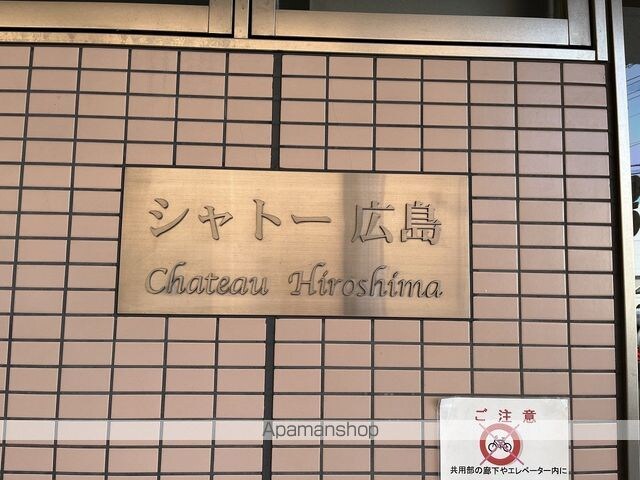 シャトー 広島
Chateau Hiroshima
Apamanshop
ご注意
共用部の廊下やエレベーター内に